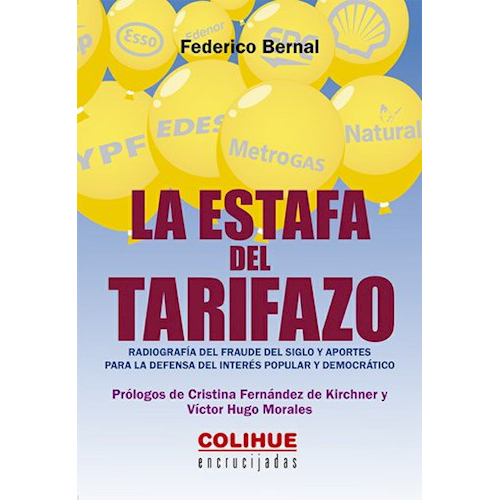 Esso
Edenor
EDC
Federico Bernal
YPF
EDES
MetroGAS
Natural
LA ESTAFA
DEL
TARIFAZO
RADIOGRAFÍA DEL FRAUDE DEL SIGLO Y APORTES
PARA LA DEFENSA DEL INTERÉS POPULAR Y DEMOCRÁTICO
Prólogos de Cristina Fernández de Kirchner y
Víctor Hugo Morales
COLIHUE
encrucijadas